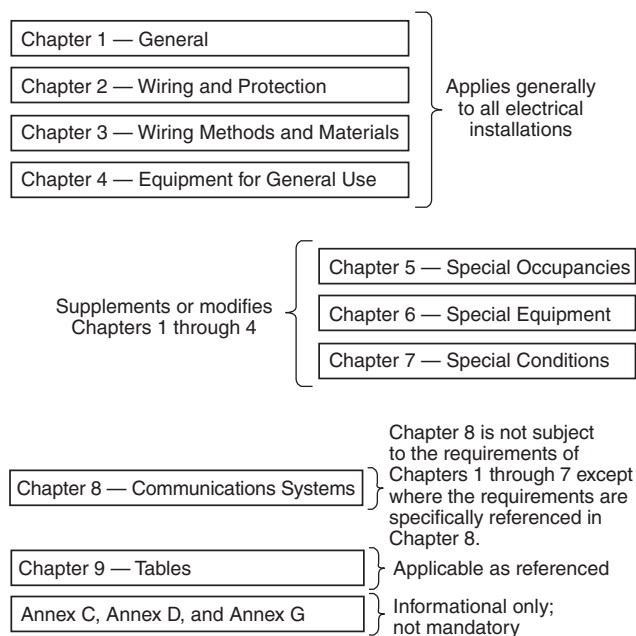 Chapter 1 — General
Chapter 2 — Wiring and Protection
Chapter 3 — Wiring Methods and Materials
Chapter 4 — Equipment for General Use
Applies generally
to all electrical
installations
Supplements or modifies
Chapters 1 through 4
Chapter 5 — Special Occupancies
Chapter 6 — Special Equipment
Chapter 7 — Special Conditions
Chapter 8 — Communications Systems
Chapter 8 is not subject
to the requirements of
Chapters 1 through 7 except
where the requirements are
specifically referenced in
Chapter 8.
Chapter 9 — Tables
Applicable as referenced
Annex C, Annex D, and Annex G
Informational only;
not mandatory